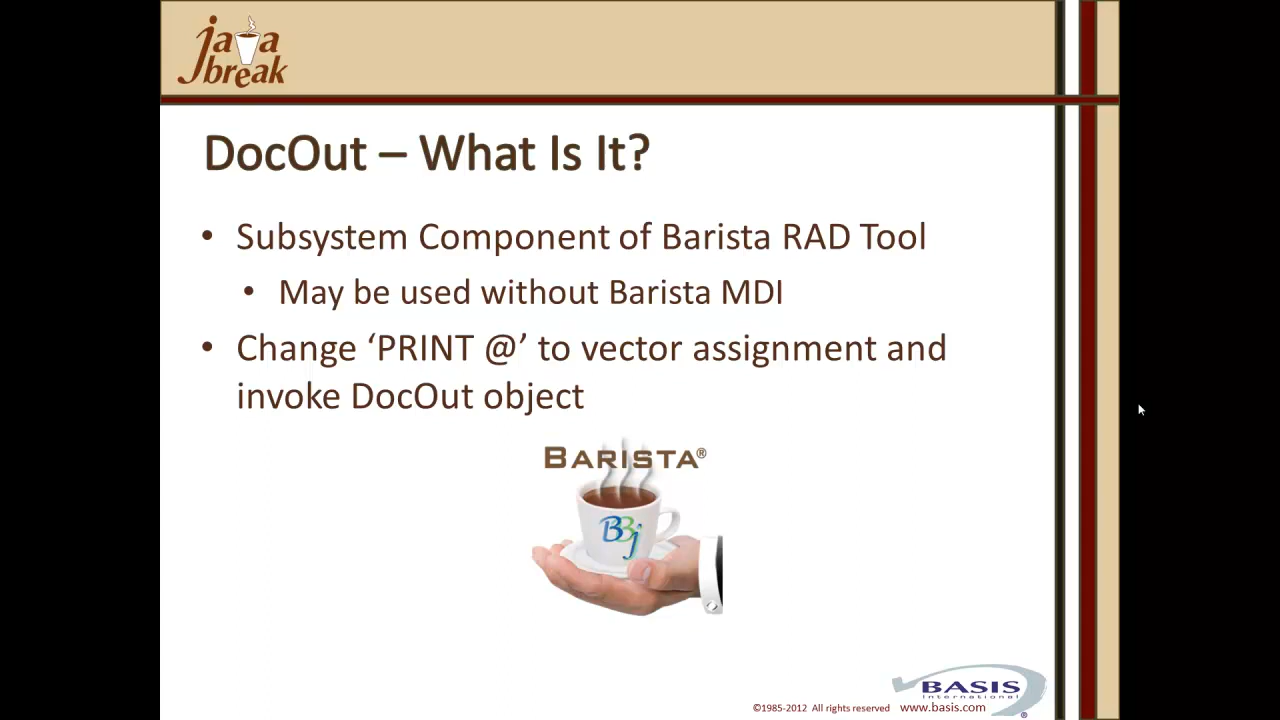 java
break
DocOut – What Is It?
• Subsystem Component of Barista RAD Tool
• May be used without Barista MDI
• Change ‘PRINT @’ to vector assignment and
invoke DocOut object
BARISTA®
BBj
BASIS
International
®
©1985-2012 All rights reserved www.basis.com